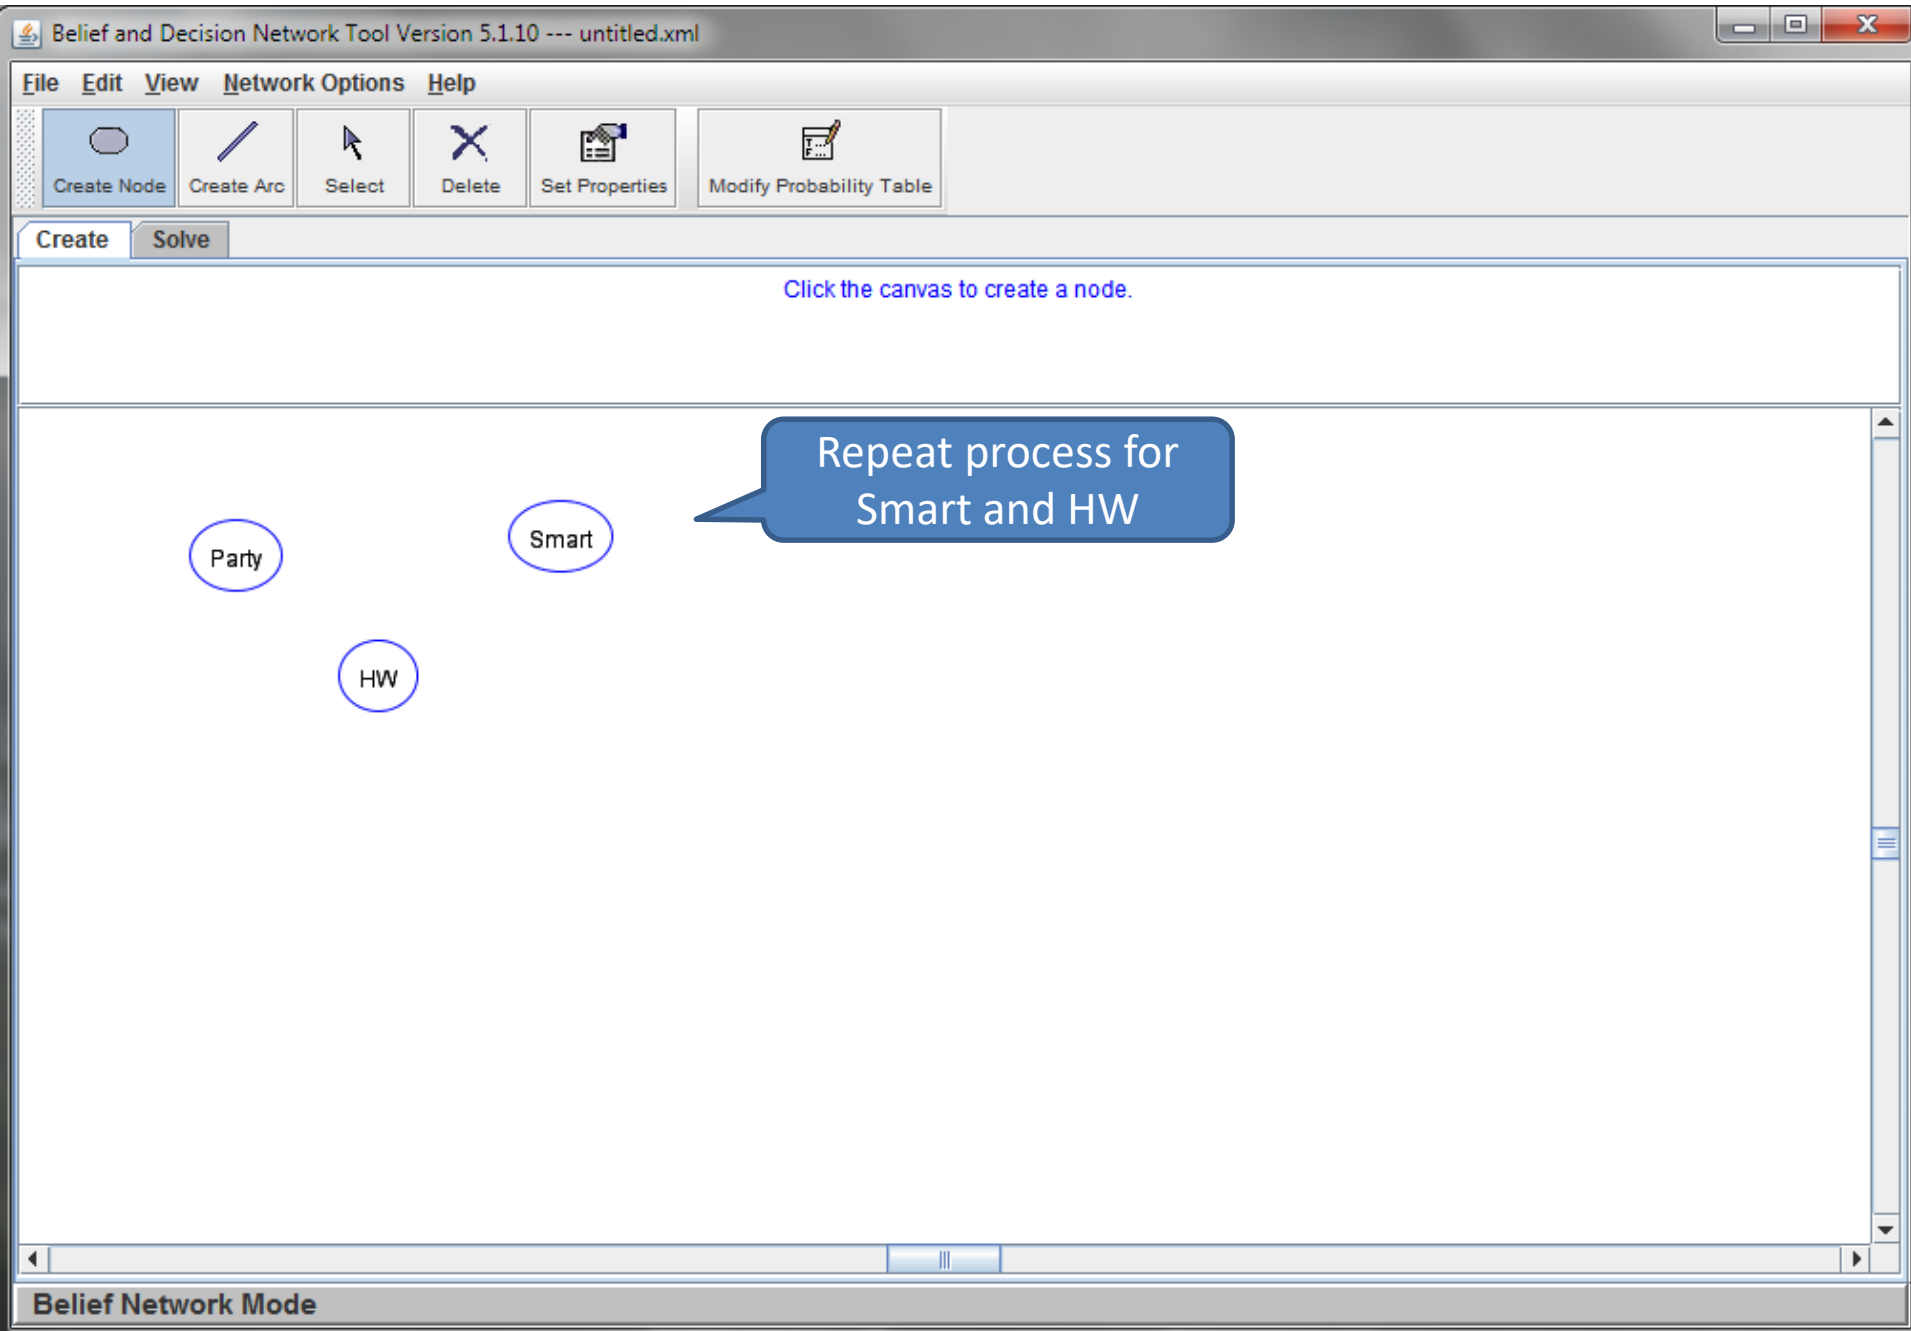 Belief and Decision Network Tool Version 5.1.10 --- untitled.xml
File Edit View Network Options Help
Create Node Create Arc Select Delete Set Properties Modify Probability Table
Create Solve
Click the canvas to create a node.
Repeat process for
Smart and HW
Smart
Party
HW
Belief Network Mode